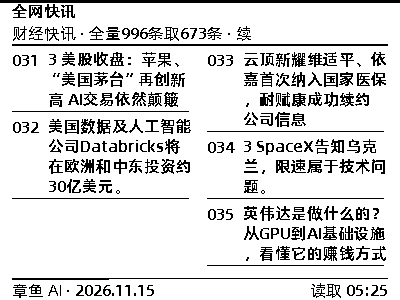 全网快讯
财经快讯 · 全量996条取673条 · 续
031 3 美股收盘：苹果、
“美国茅台”再创新
高 AI交易依然颠簸
032 美国数据及人工智能
公司Databricks将
在欧洲和中东投资约
30亿美元。
033 云顶新耀维适平、依
嘉首次纳入国家医保
，耐赋康成功续约
公司信息
034 3 SpaceX告知乌克
兰，限速属于技术问
题。
035 英伟达是做什么的？
从GPU到AI基础设施
，看懂它的赚钱方式
章鱼 AI · 2026.11.15
读取 05:25